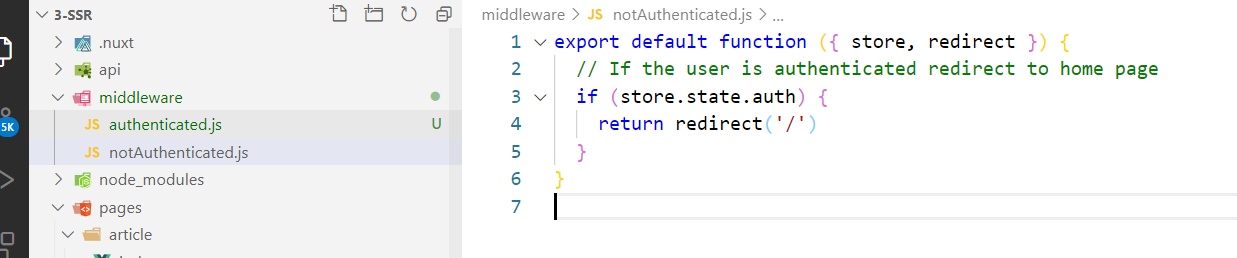 3-SSR
.nuxt
api
middleware
JS authenticated.js U
JS notAuthenticated.js
node_modules
pages
article
5K
middleware > JS notAuthenticated.js > ...
1 export default function ({ store, redirect }) {
2 // If the user is authenticated redirect to home page
3 if (store.state.auth) {
4 return redirect('/')
5 }
6 }
7